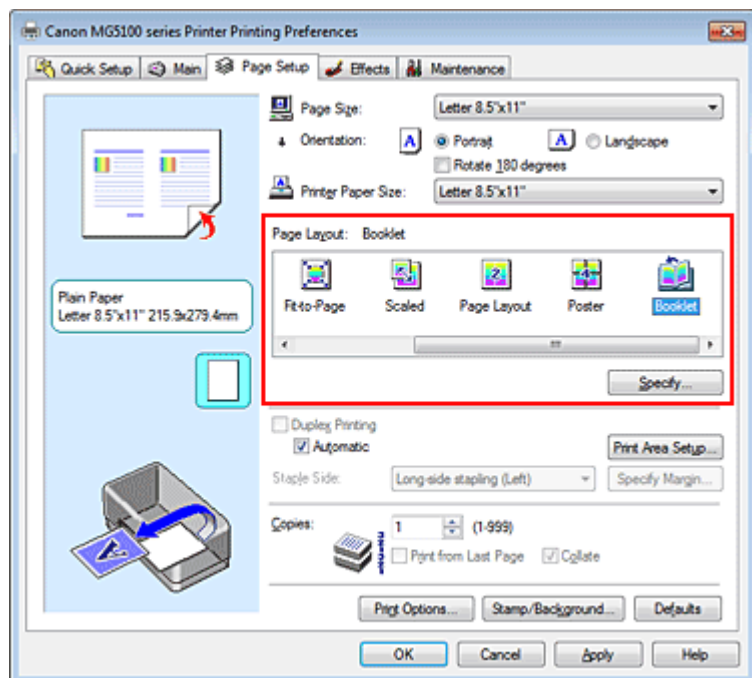 Canon MG5100 series Printer Printing Preferences
Quick Setup Main Page Setup Effects Maintenance
Page Size: Letter 8.5"x11"
Orientation: A Portrait A Landscape
Rotate 180 degrees
Printer Paper Size: Letter 8.5"x11"
Page Layout: Booklet
Fit-to-Page Scaled Page Layout Poster Booklet
Specify...
Plain Paper
Letter 8.5"x11" 215.9x279.4mm
Duplex Printing
Automatic
Print Area Setup...
Staple Side: Long-side stapling (Left) Specify Margin...
Copies: 1 (1-999)
Print from Last Page Collate
Print Options... Stamp/Background... Defaults
OK Cancel Apply Help